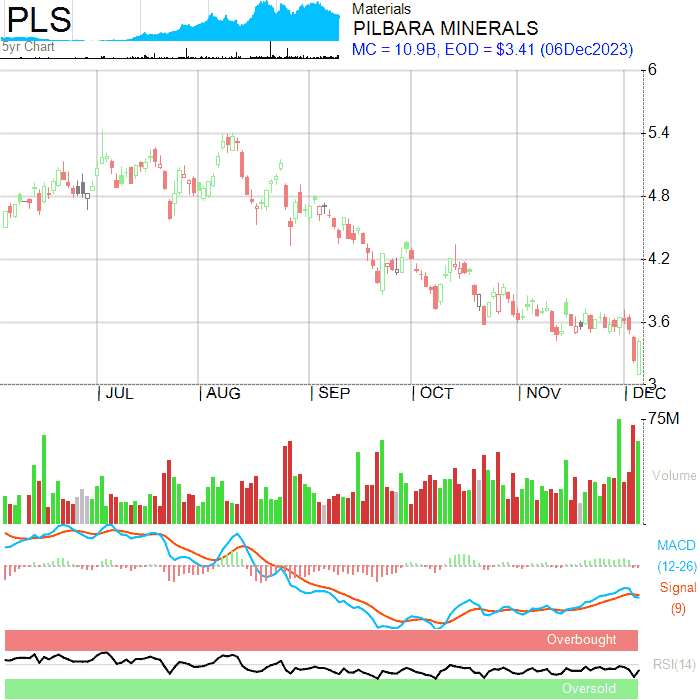 PLS
5yr Chart
Materials
PILBARA MINERALS
MC = 10.9B, EOD = $3.41 (06Dec2023)
6
5.4
4.8
4.2
3.6
3
| JUL | AUG | SEP | OCT | NOV | DEC
75M
Volume
MACD
(12-26)
Signal
(9)
Overbought
RSI(14)
Oversold